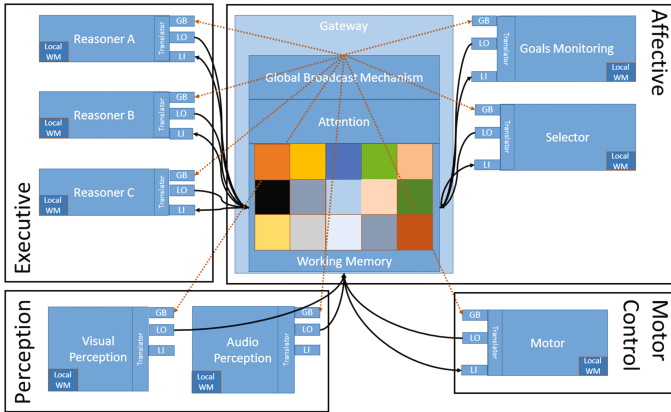 Executive
Reasoner A
Local
WM
Translator
GB
LO
LI
Reasoner B
Local
WM
Translator
GB
LO
LI
Reasoner C
Local
WM
Translator
GB
LO
LI
Gateway
Global Broadcast Mechanism
Attention
Working Memory
Affective
GB
LO
LI
Translator
Goals Monitoring
Local
WM
GB
LO
LI
Translator
Selector
Local
WM
Perception
Visual
Perception
Local
WM
Translator
GB
LO
LI
Audio
Perception
Local
WM
Translator
GB
LO
LI
Motor
Control
GB
LO
LI
Translator
Motor
Local
WM